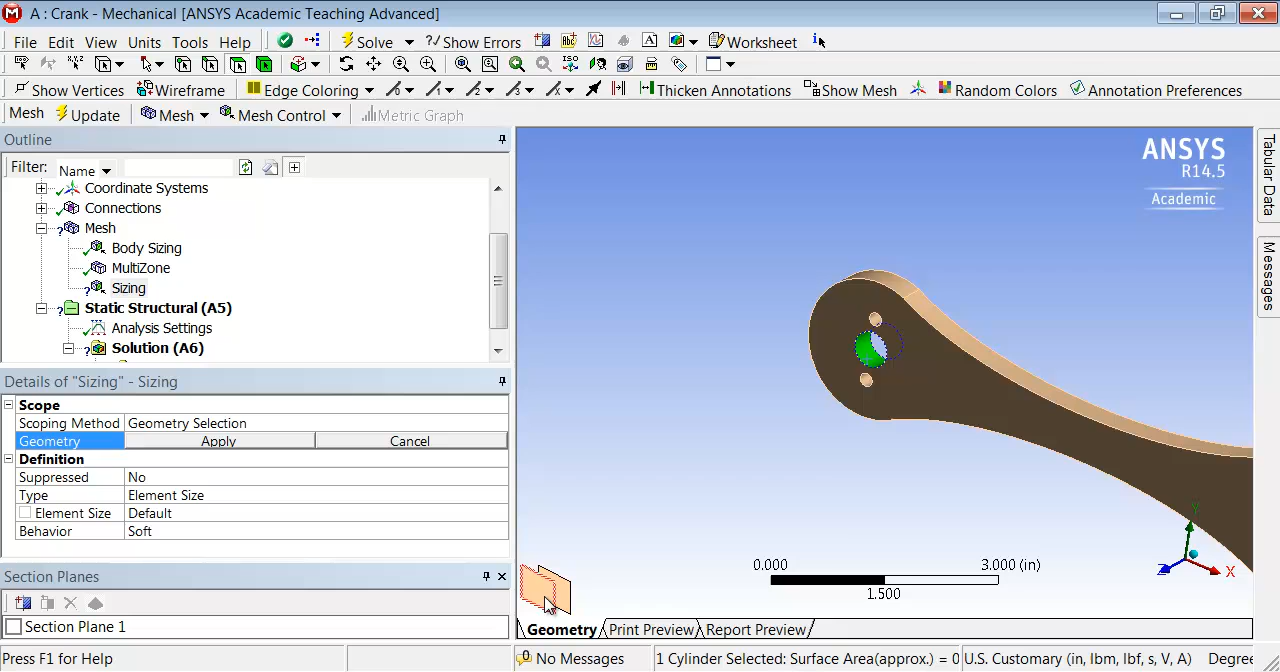 A : Crank - Mechanical [ANSYS Academic Teaching Advanced]
File Edit View Units Tools Help Solve Show Errors Worksheet
Show Vertices Wireframe Edge Coloring Thicken Annotations Show Mesh Random Colors Annotation Preferences
Mesh Update Mesh Mesh Control Metric Graph
Outline
Filter: Name
Coordinate Systems
Connections
Mesh
Body Sizing
MultiZone
Sizing
Static Structural (A5)
Analysis Settings
Solution (A6)
Details of "Sizing" - Sizing
Scope
Scoping Method Geometry Selection
Geometry Apply Cancel
Definition
Suppressed No
Type Element Size
Element Size Default
Behavior Soft
Section Planes
Section Plane 1
ANSYS
R14.5
Academic
0.000 3.000 (in)
1.500
Y
Z X
Geometry Print Preview Report Preview
Tabular Data
Messages
Press F1 for Help 0 No Messages 1 Cylinder Selected: Surface Area(approx.) = 0 U.S. Customary (in, lbm, lbf, s, V, A) Degree